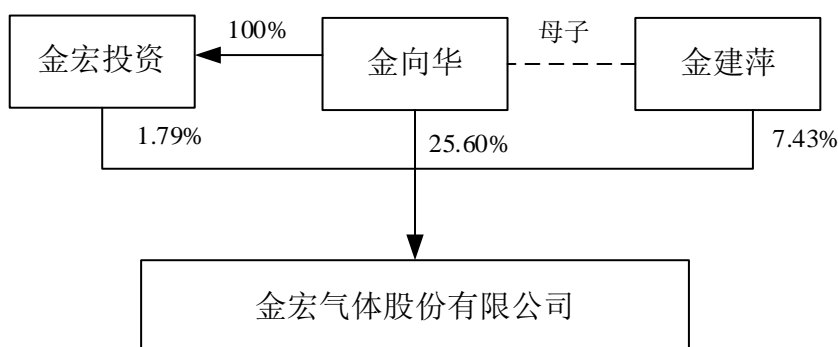 金宏投资
100%
金向华
母子
金建萍
1.79%
25.60%
7.43%
金宏气体股份有限公司